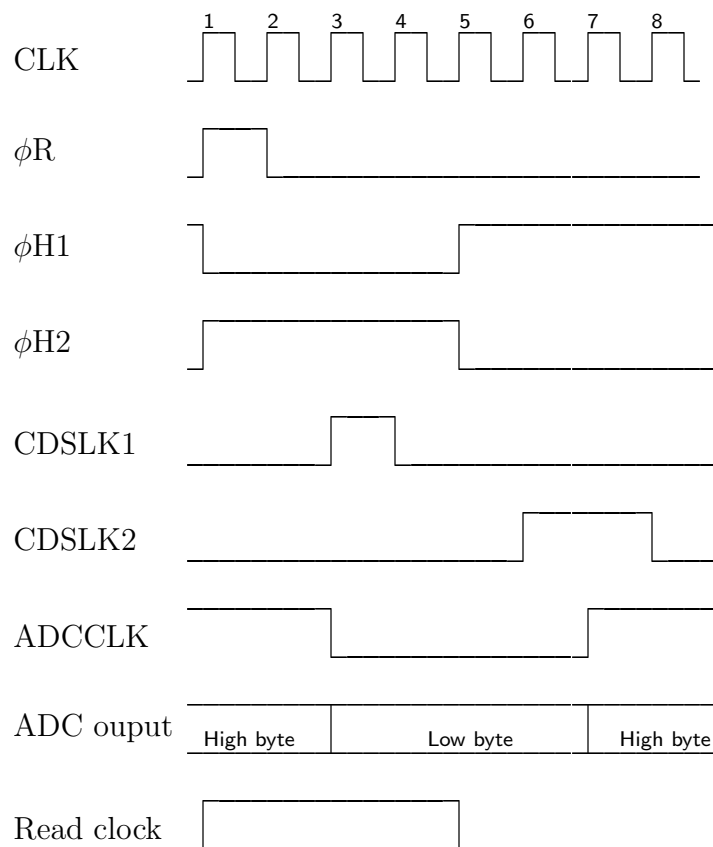 1 2 3 4 5 6 7 8
CLK
ϕR
ϕH1
ϕH2
CDSLK1
CDSLK2
ADCCLK
ADC ouput
High byte Low byte High byte
Read clock